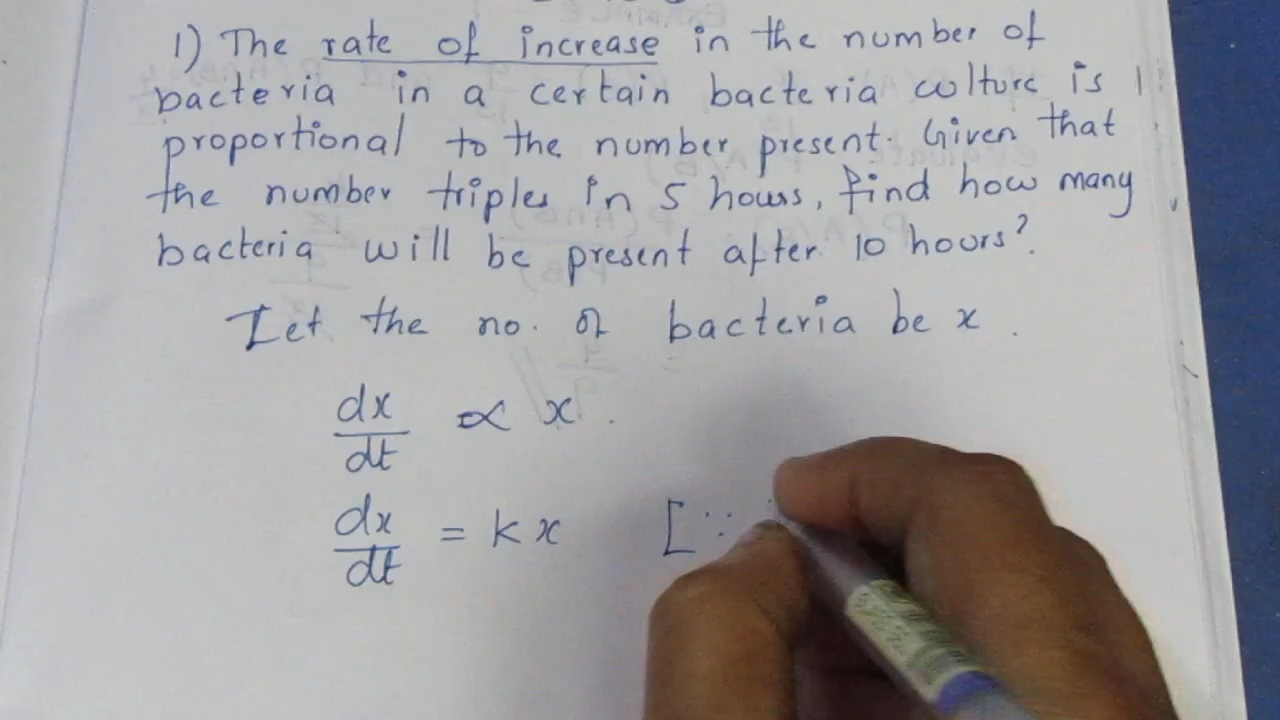 1) The rate of increase in the number of
bacteria in a certain bacteria culture is
proportional to the number present. Given that
the number triples in 5 hours, find how many
bacteria will be present after 10 hours?
Let the no. of bacteria be x.
dx/dt ∝ x.
dx/dt = kx [∵